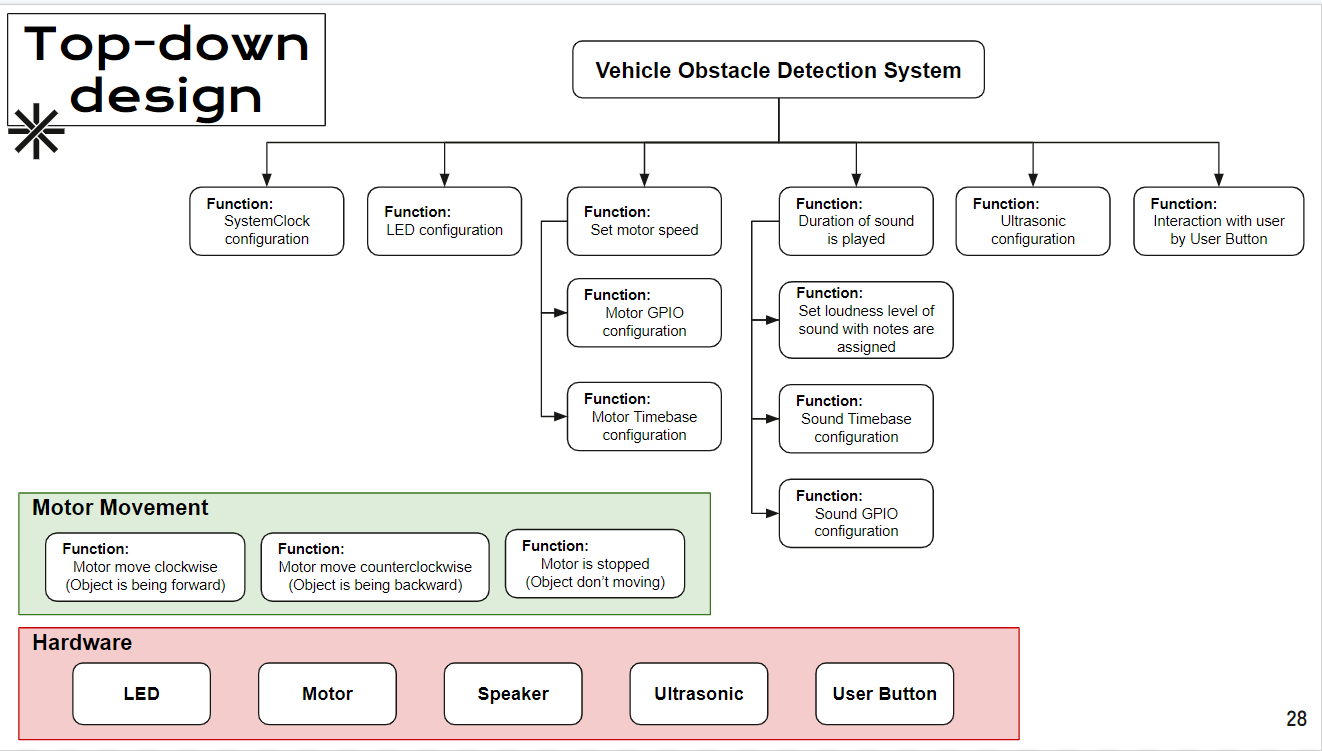 Top-down
design
Vehicle Obstacle Detection System
Function:
SystemClock
configuration
Function:
LED configuration
Function:
Set motor speed
Function:
Duration of sound
is played
Function:
Ultrasonic
configuration
Function:
Interaction with user
by User Button
Function:
Motor GPIO
configuration
Function:
Set loudness level of
sound with notes are
assigned
Function:
Motor Timebase
configuration
Function:
Sound Timebase
configuration
Function:
Sound GPIO
configuration
Motor Movement
Function:
Motor move clockwise
(Object is being forward)
Function:
Motor move counterclockwise
(Object is being backward)
Function:
Motor is stopped
(Object don't moving)
Hardware
LED
Motor
Speaker
Ultrasonic
User Button
28